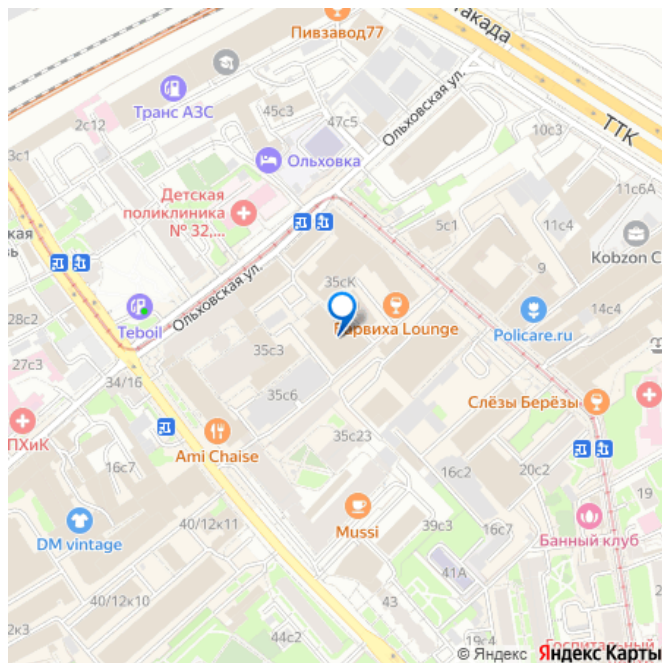 Пивзавод77
Транс АЗС
45с3
47с5
Ольховская ул.
ТТК
2с12
3с1
Ольховка
10с3
Детская
поликлиника
№ 32,...
11с6А
5с1
11с4
Kobzon C
35сК
9
Ольховская ул.
28с2
Teboil
Policare.ru
14с4
27с3
34/16
35с3
35с6
Слёзы Берёзы
ПХиК
Ami Chaise
35с23
16с7
16с2
20с2
DM vintage
40/12к11
Mussi
39с3
16с7
19
Банный клуб
41А
40/12к10
43
2к3
44с2
19с4
© Яндекс
Яндекс Карты